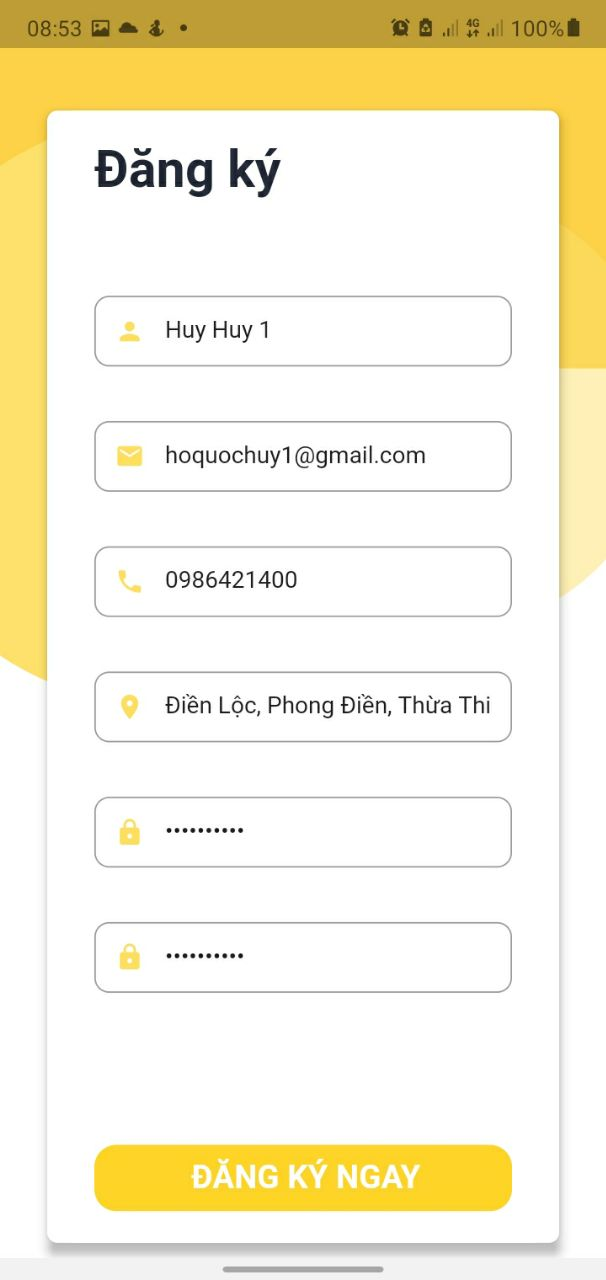 08:53
4G
100%
Đăng ký
Huy Huy 1
hoquochuy1@gmail.com
0986421400
Điền Lộc, Phong Điền, Thừa Thi
••••••••••
••••••••••
ĐĂNG KÝ NGAY